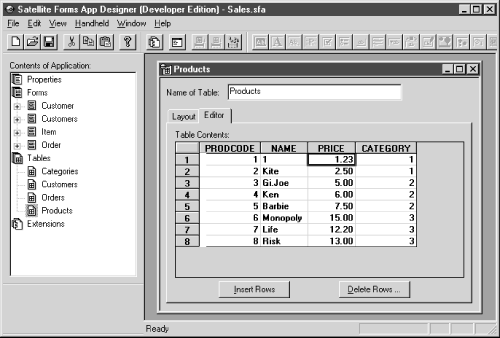 Satellite Forms App Designer (Developer Edition) - Sales.sfa
File Edit View Handheld Window Help
Contents of Application:
Properties
Forms
Customer
Customers
Item
Order
Tables
Categories
Customers
Orders
Products
Extensions
Products
Name of Table: Products
Layout Editor
Table Contents:
PRODCODE NAME PRICE CATEGORY
1 1 1 1.23 1
2 2 Kite 2.50 1
3 3 Gi.Joe 5.00 2
4 4 Ken 6.00 2
5 5 Barbie 7.50 2
6 6 Monopoly 15.00 3
7 7 Life 12.20 3
8 8 Risk 13.00 3
Insert Rows Delete Rows ...
Ready